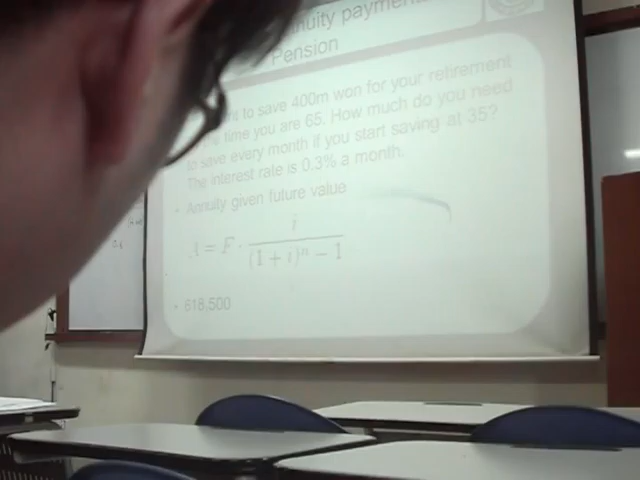 annuity payment
Pension
to save 400m won for your retirement
time you are 65. How much do you need
to save every month if you start saving at 35?
The interest rate is 0.3% a month.
• Annuity given future value
A = F · i / ((1 + i)^n − 1)
• 618,500